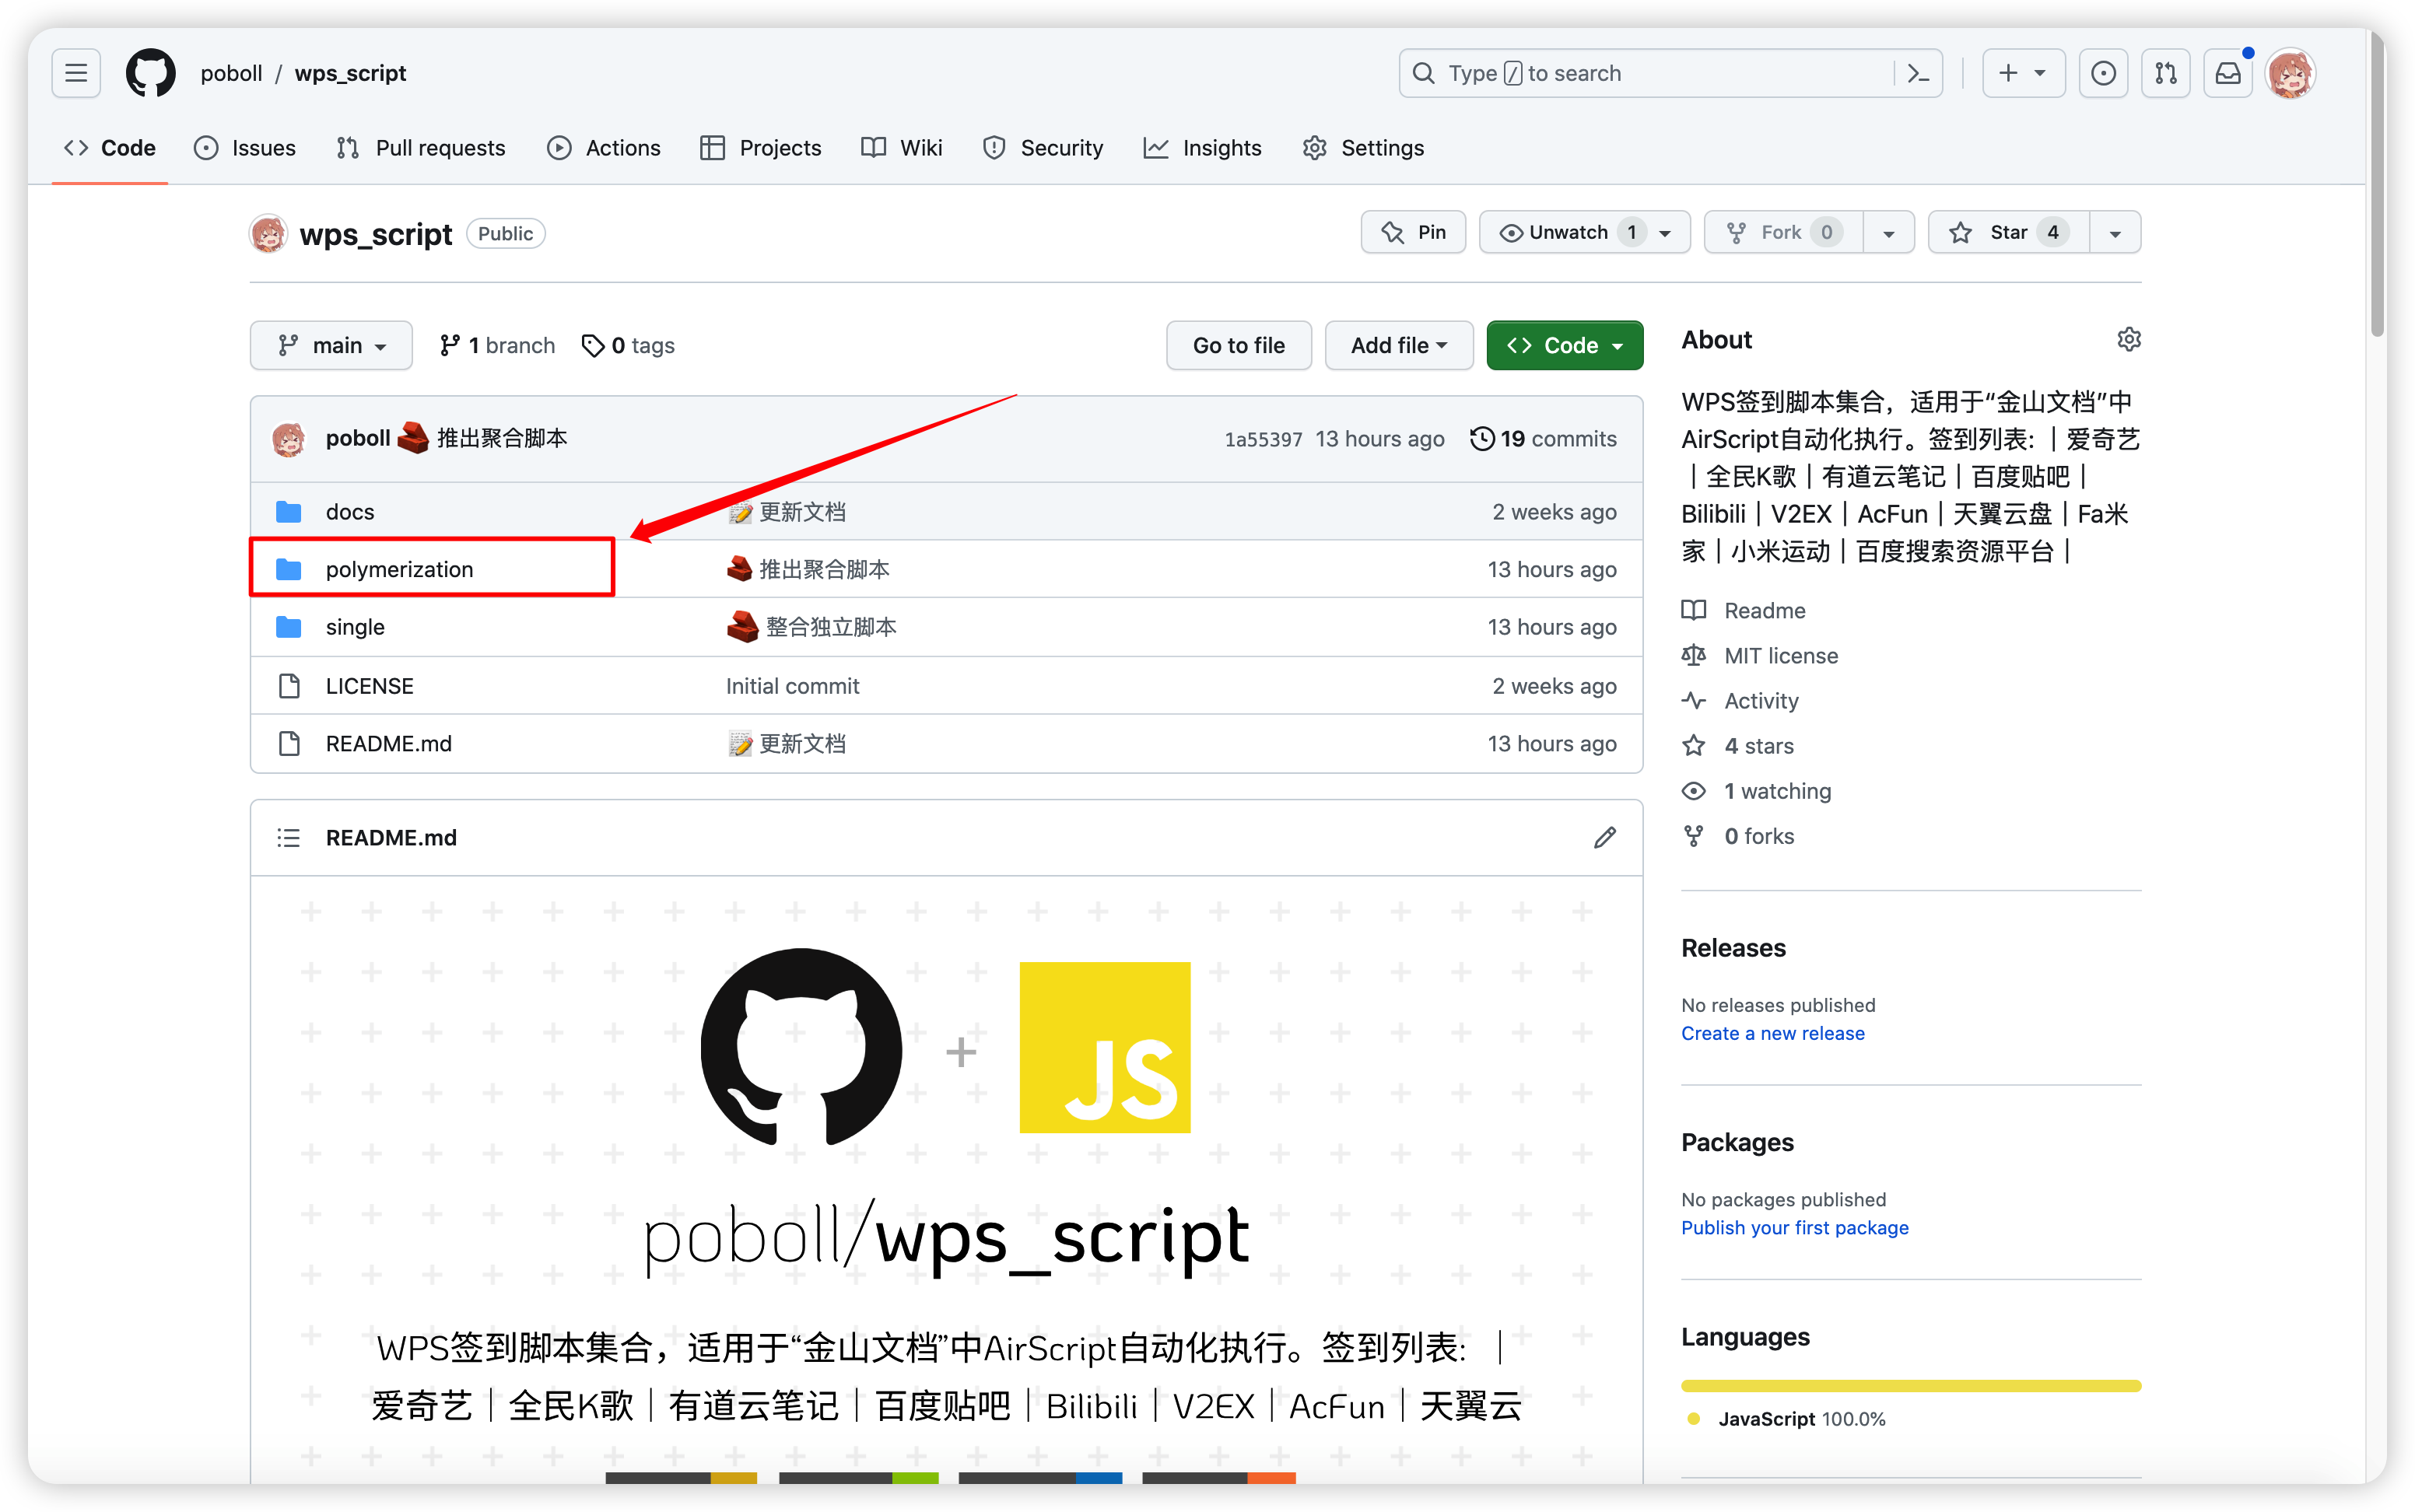 poboll / wps_script
Type / to search
Code
Issues
Pull requests
Actions
Projects
Wiki
Security
Insights
Settings
wps_script Public
Pin
Unwatch 1
Fork 0
Star 4
main
1 branch
0 tags
Go to file
Add file
Code
poboll 推出聚合脚本
1a55397 13 hours ago 19 commits
docs 更新文档 2 weeks ago
polymerization 推出聚合脚本 13 hours ago
single 整合独立脚本 13 hours ago
LICENSE Initial commit 2 weeks ago
README.md 更新文档 13 hours ago
README.md
JS
poboll/wps_script
WPS签到脚本集合，适用于“金山文档”中AirScript自动化执行。签到列表: ｜
爱奇艺｜全民K歌｜有道云笔记｜百度贴吧｜Bilibili｜V2EX｜AcFun｜天翼云
About
WPS签到脚本集合，适用于“金山文档”中
AirScript自动化执行。签到列表: ｜爱奇艺
｜全民K歌｜有道云笔记｜百度贴吧｜
Bilibili｜V2EX｜AcFun｜天翼云盘｜Fa米
家｜小米运动｜百度搜索资源平台｜
Readme
MIT license
Activity
4 stars
1 watching
0 forks
Releases
No releases published
Create a new release
Packages
No packages published
Publish your first package
Languages
JavaScript 100.0%